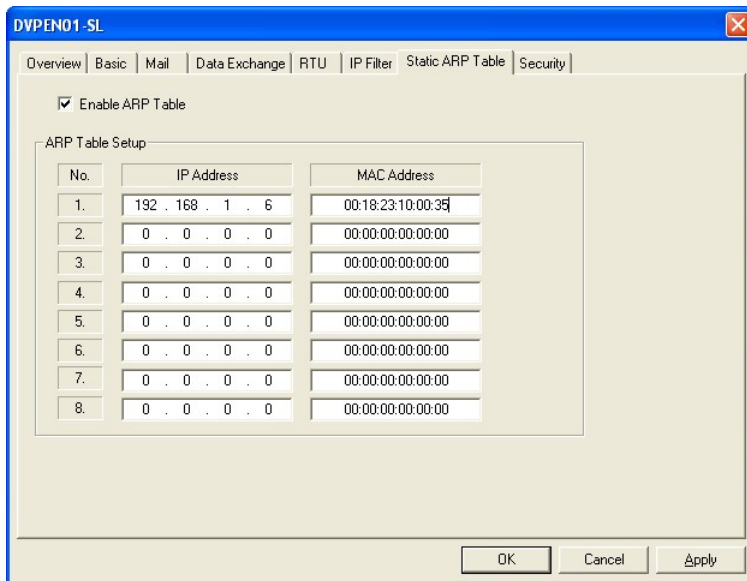 DVPEN01-SL
Overview Basic Mail Data Exchange RTU IP Filter Static ARP Table Security
Enable ARP Table
ARP Table Setup
No. IP Address MAC Address
1. 192 . 168 . 1 . 6 00:18:23:10:00:35
2. 0 . 0 . 0 . 0 00:00:00:00:00:00
3. 0 . 0 . 0 . 0 00:00:00:00:00:00
4. 0 . 0 . 0 . 0 00:00:00:00:00:00
5. 0 . 0 . 0 . 0 00:00:00:00:00:00
6. 0 . 0 . 0 . 0 00:00:00:00:00:00
7. 0 . 0 . 0 . 0 00:00:00:00:00:00
8. 0 . 0 . 0 . 0 00:00:00:00:00:00
OK Cancel Apply